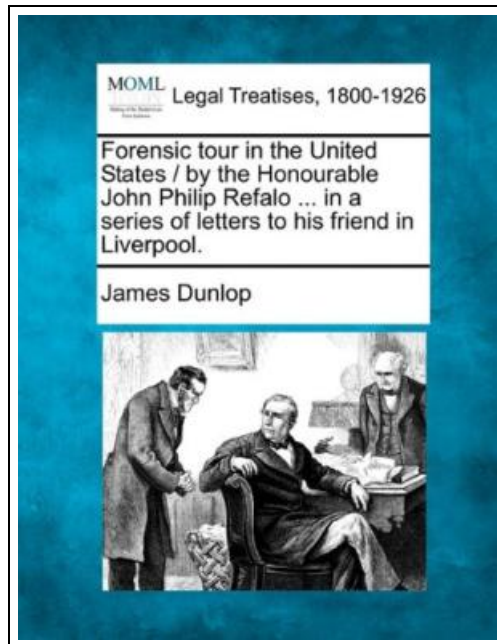 MOML
Legal Treatises, 1800-1926
Forensic tour in the United
States / by the Honourable
John Philip Refalo ... in a
series of letters to his friend in
Liverpool.
James Dunlop